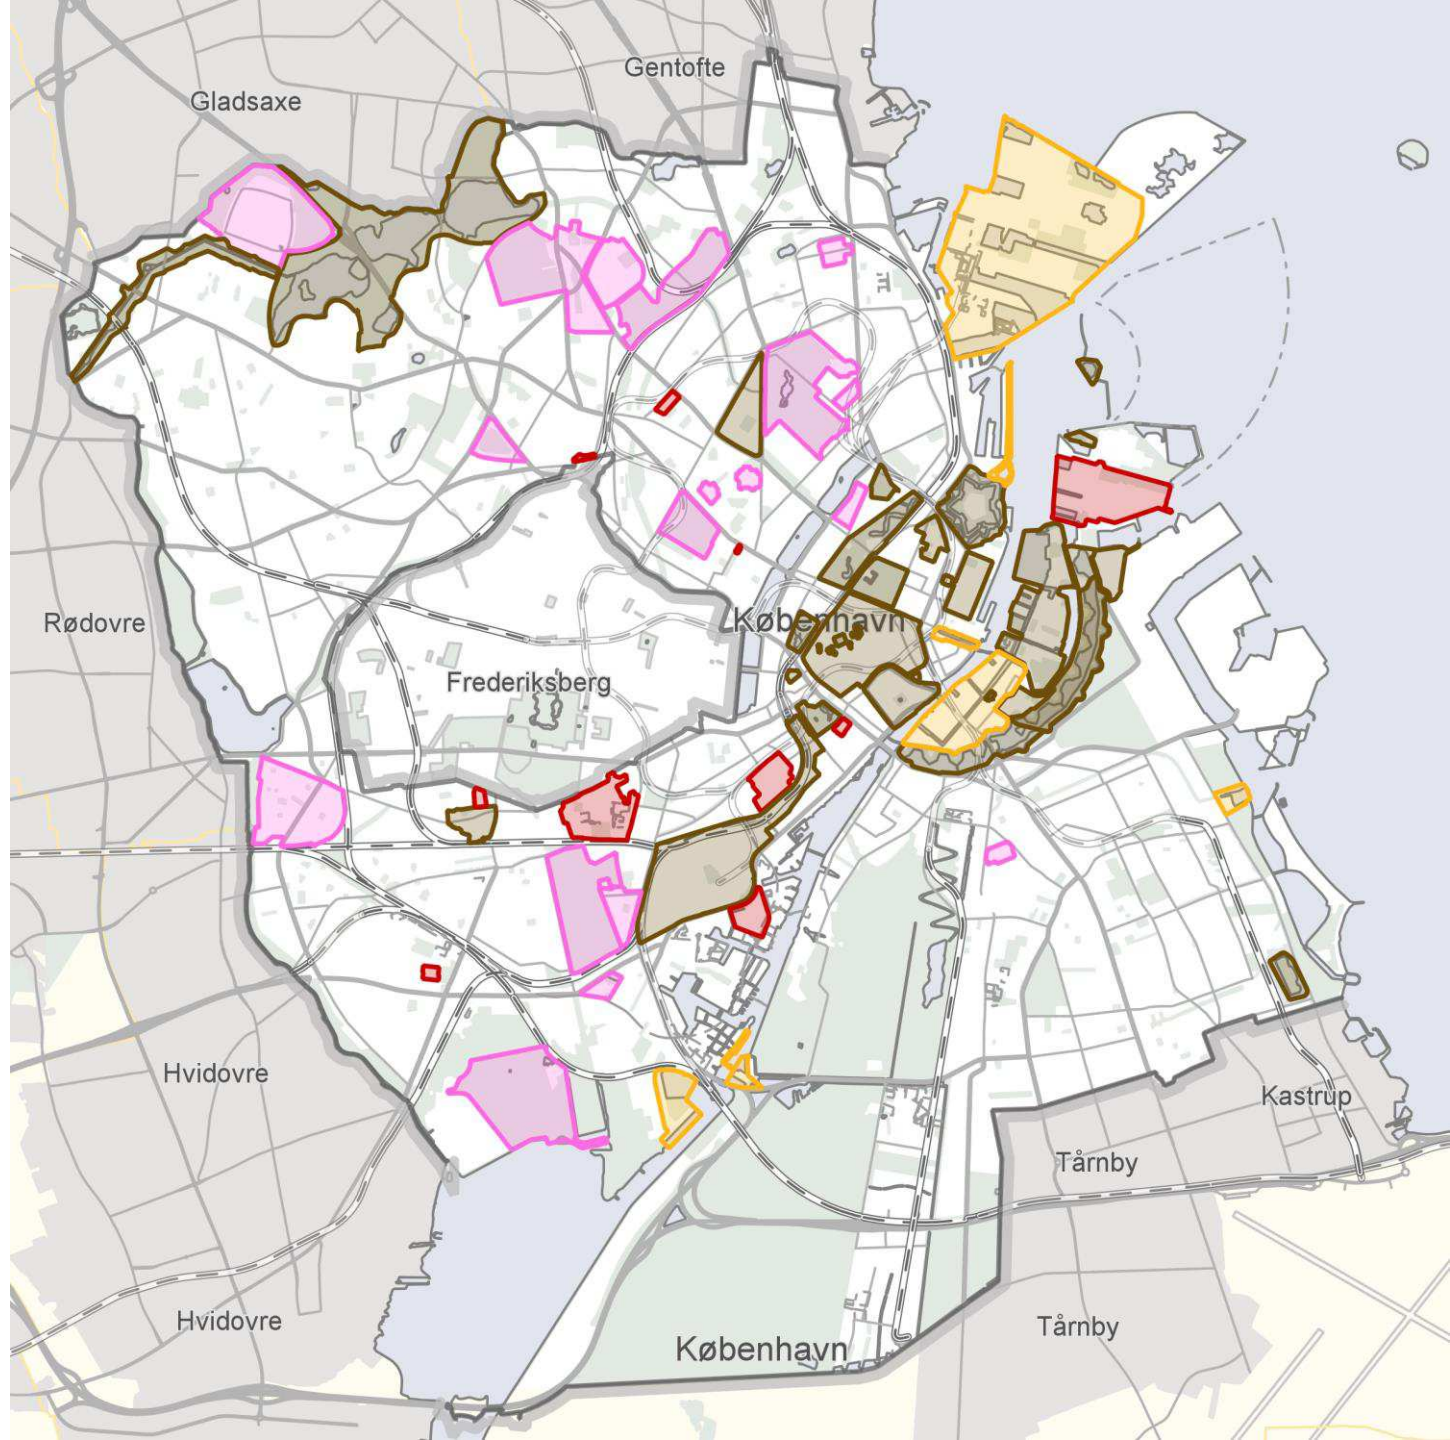 Gentofte
Gladsaxe
København
Rødovre
Frederiksberg
Hvidovre
Kastrup
Tårnby
Hvidovre
Tårnby
København